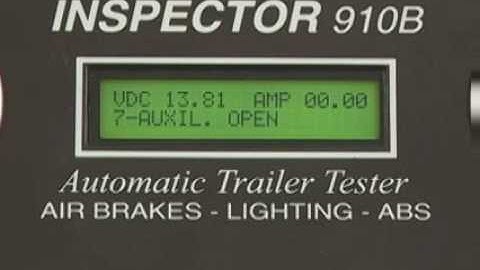 INSPECTOR 910B
VDC 13.81 AMP 00.00
7-AUXIL. OPEN
Automatic Trailer Tester
AIR BRAKES - LIGHTING - ABS